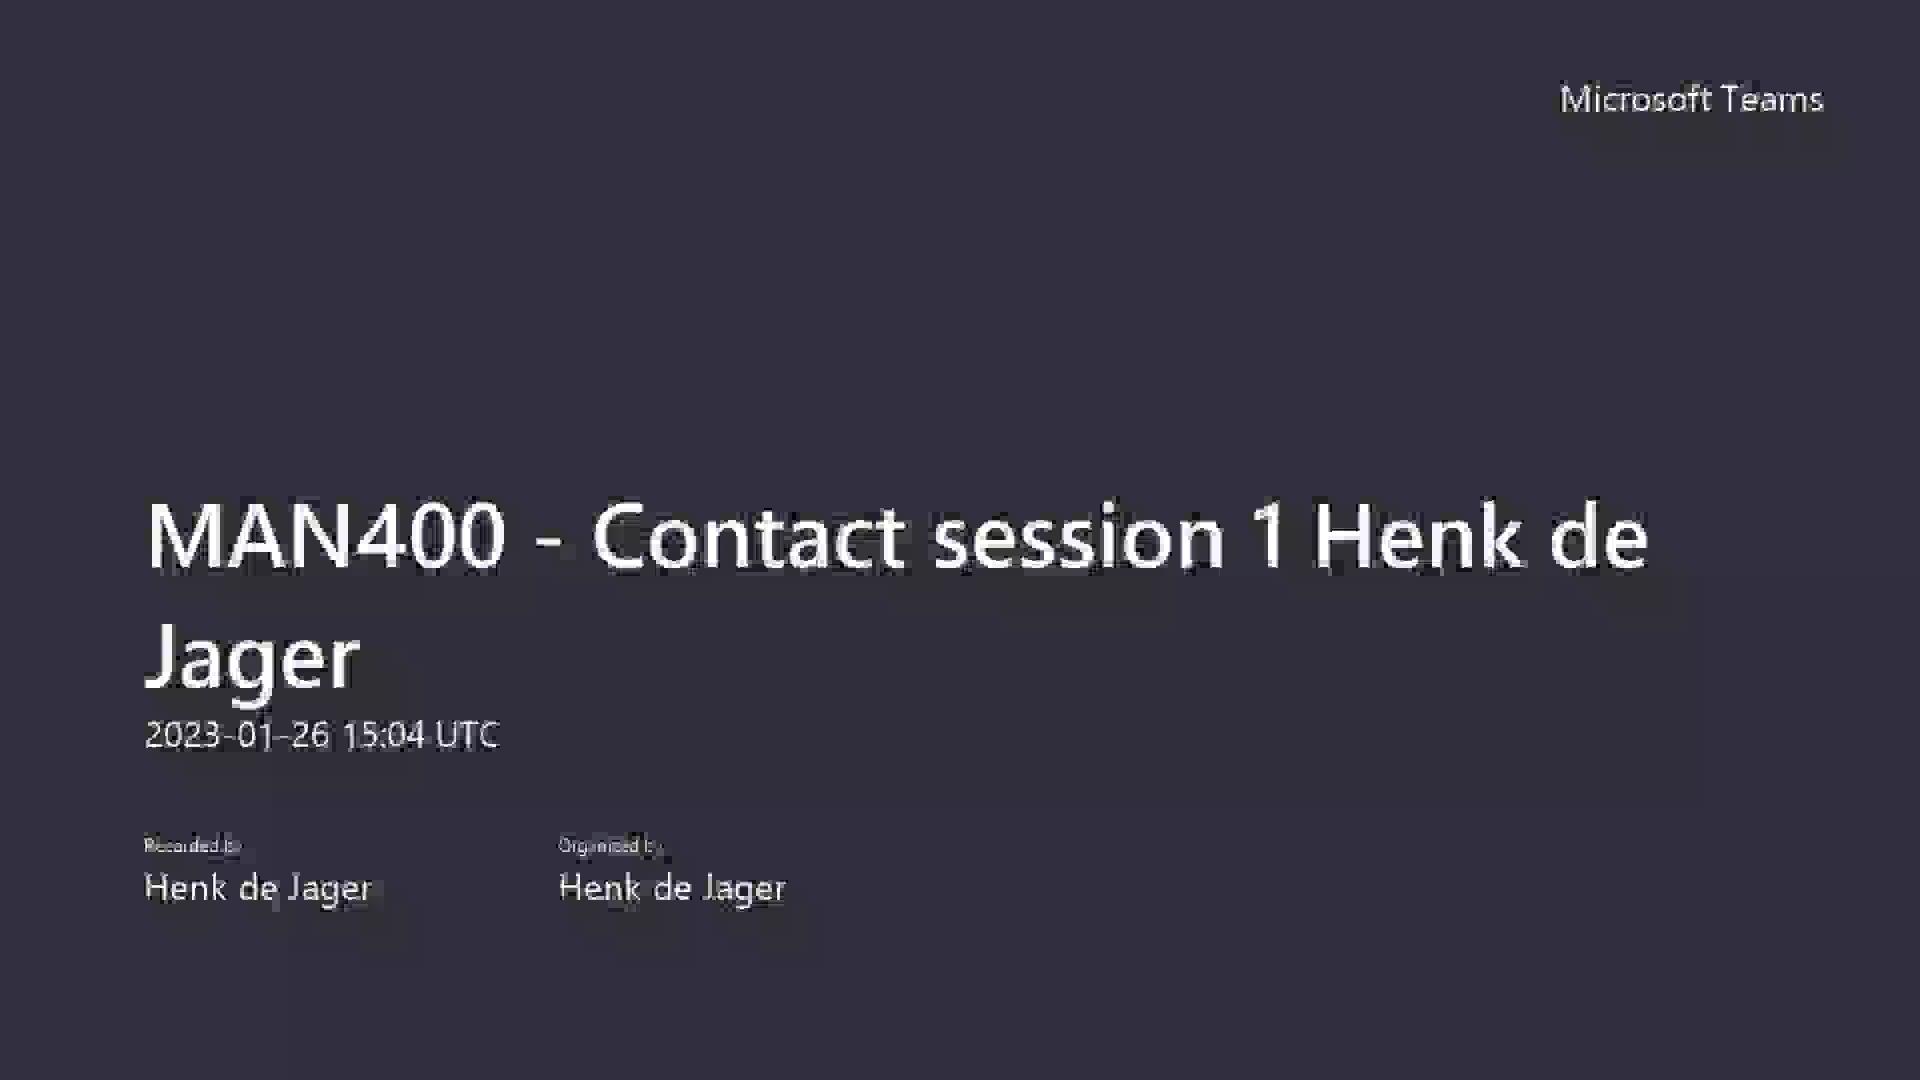 Microsoft Teams
MAN400 - Contact session 1 Henk de
Jager
2023-01-26 15:04 UTC
Recorded by
Organized by
Henk de Jager
Henk de Jager